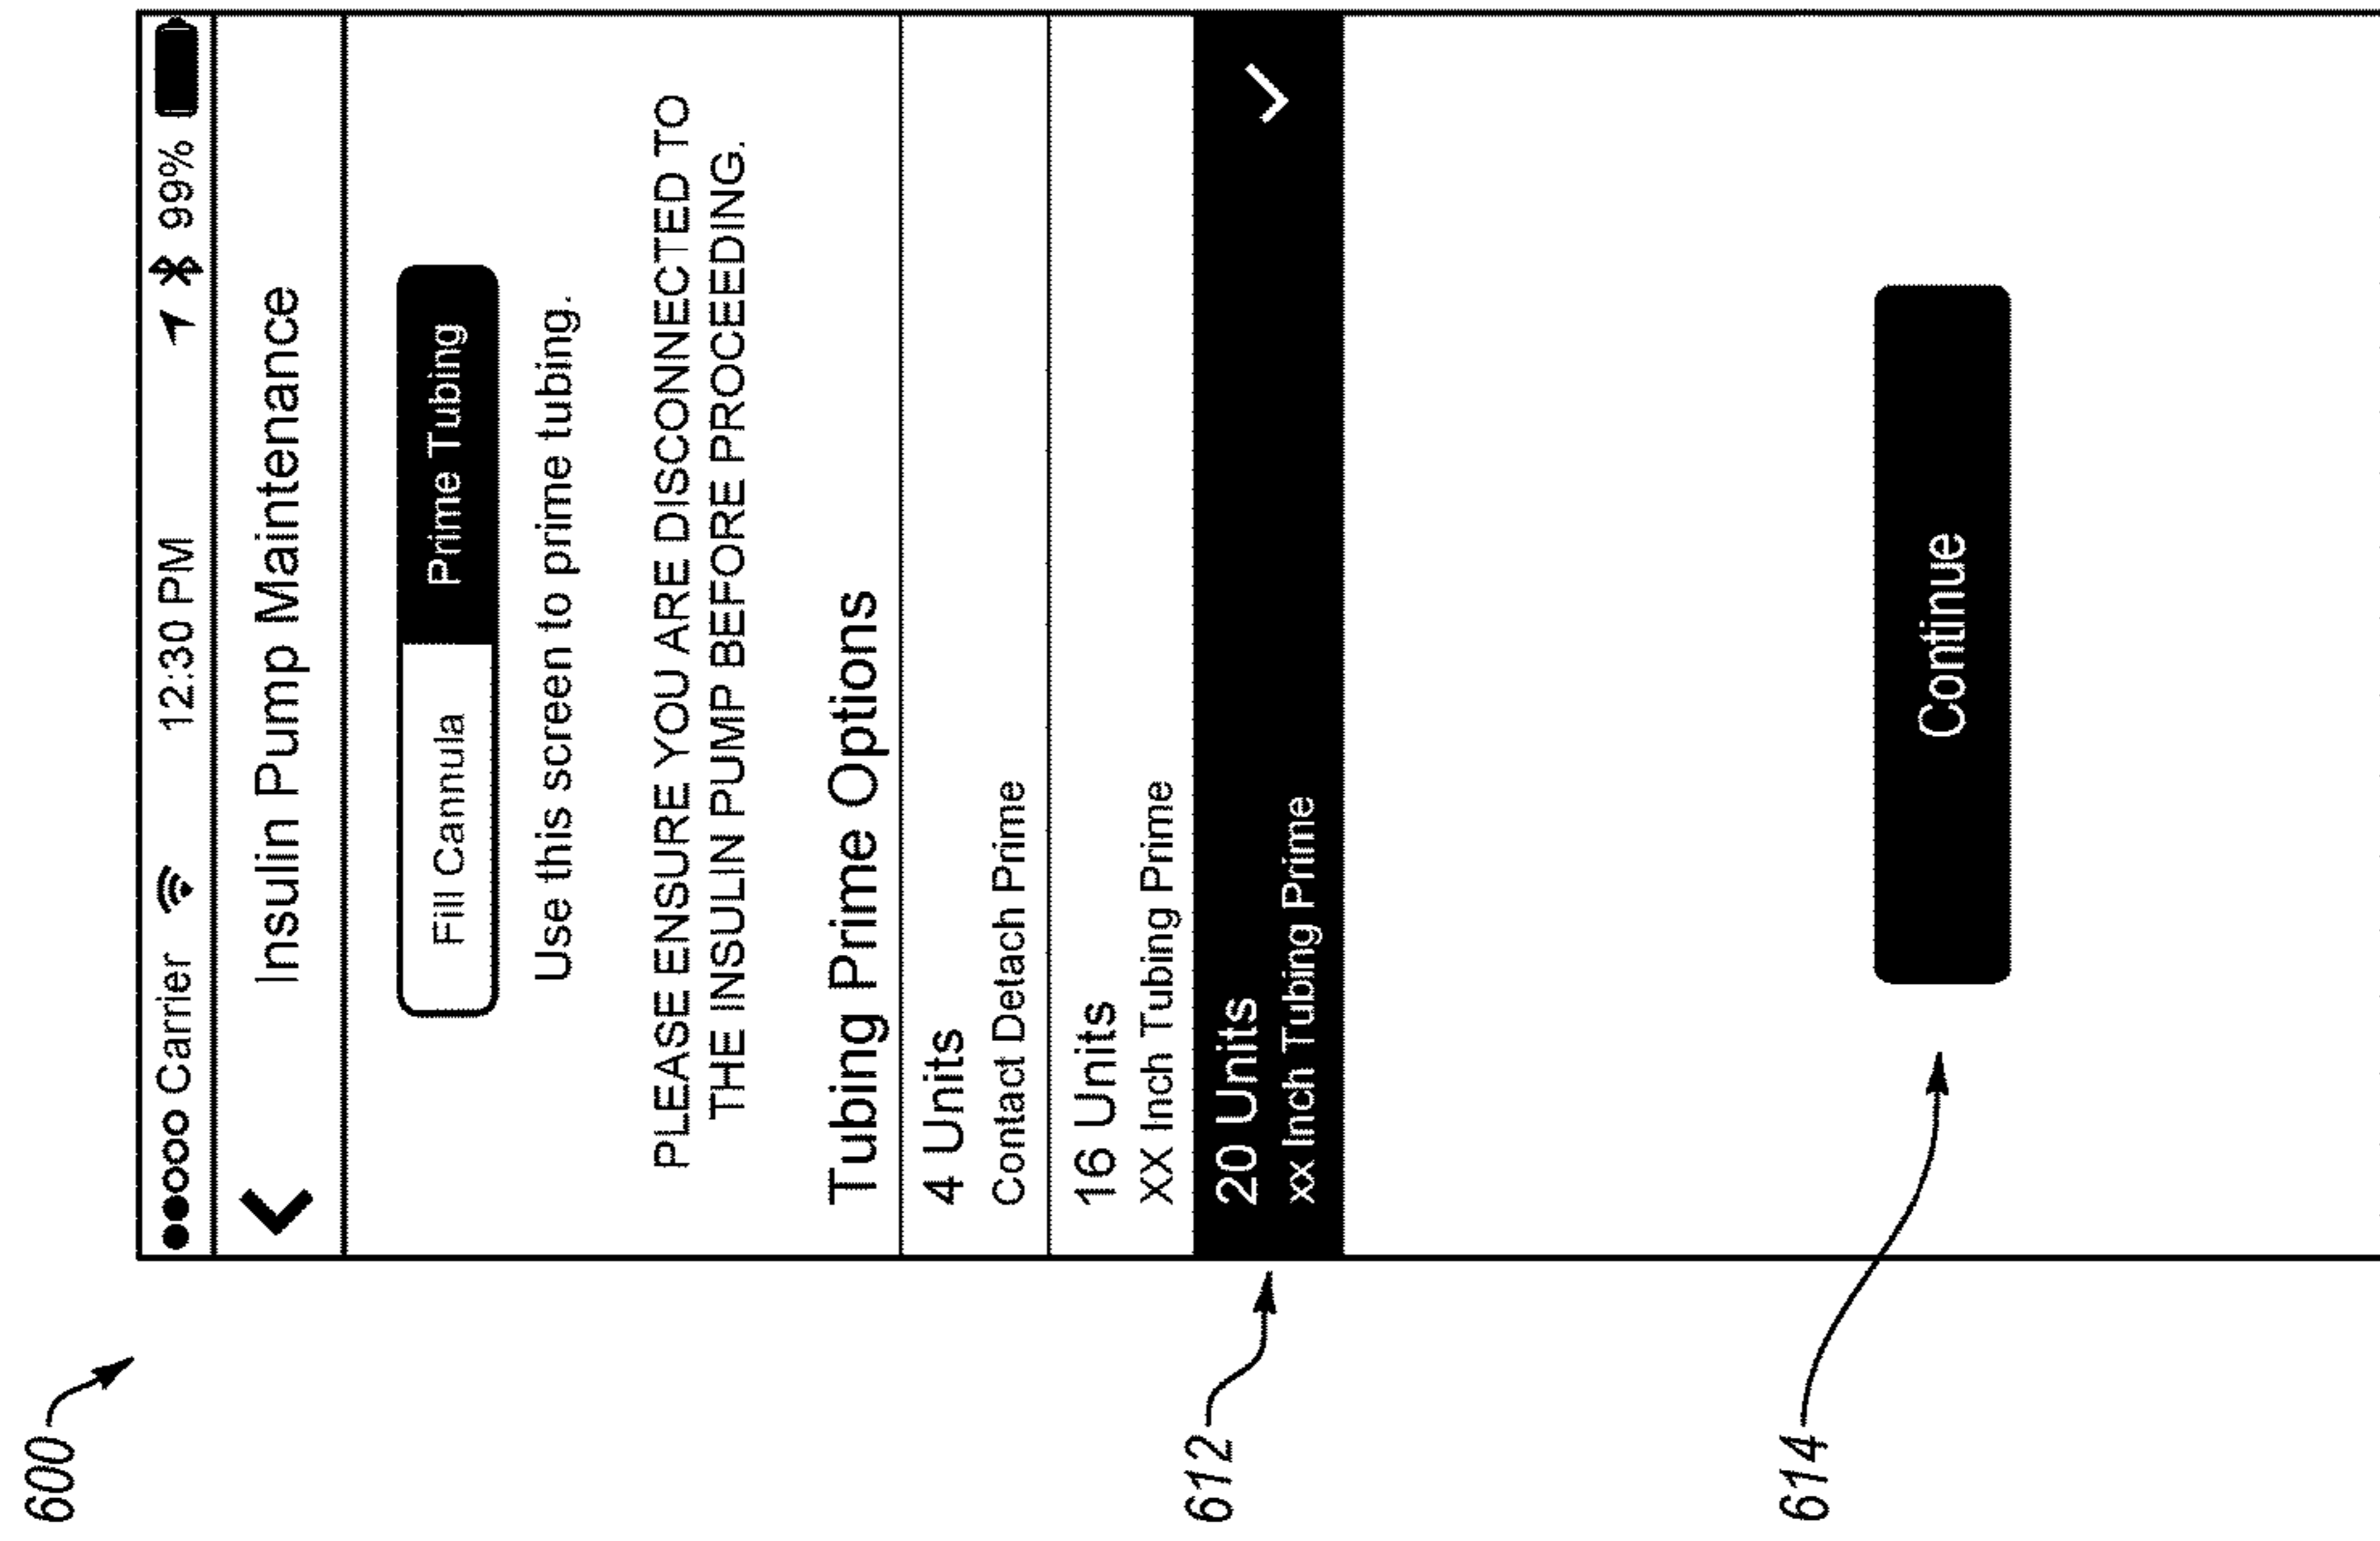 600
Carrier 12:30 PM 99%
Insulin Pump Maintenance
Fill Cannula Prime Tubing
Use this screen to prime tubing.
PLEASE ENSURE YOU ARE DISCONNECTED TO
THE INSULIN PUMP BEFORE PROCEEDING.
Tubing Prime Options
4 Units
Contact Detach Prime
16 Units
XX Inch Tubing Prime
612
20 Units
xx Inch Tubing Prime
614
Continue